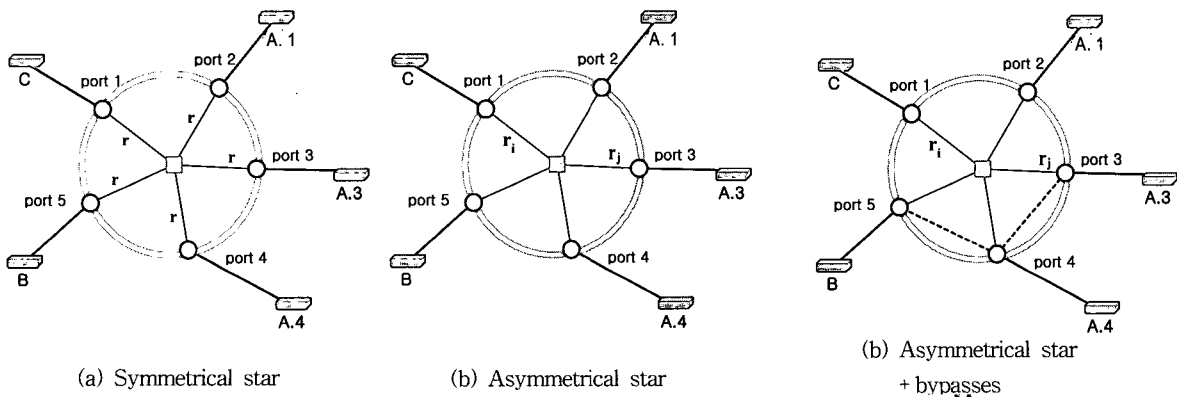 A. 1
port 2
C
port 1
r
r
r
port 3
A.3
r
port 5
r
B
port 4
A.4
(a) Symmetrical star
A. 1
port 2
C
port 1
ri
rj
port 3
A.3
port 5
B
port 4
A.4
(b) Asymmetrical star
A. 1
port 2
C
port 1
ri
rj
port 3
A.3
port 5
B
port 4
A.4
(b) Asymmetrical star
+ bypasses